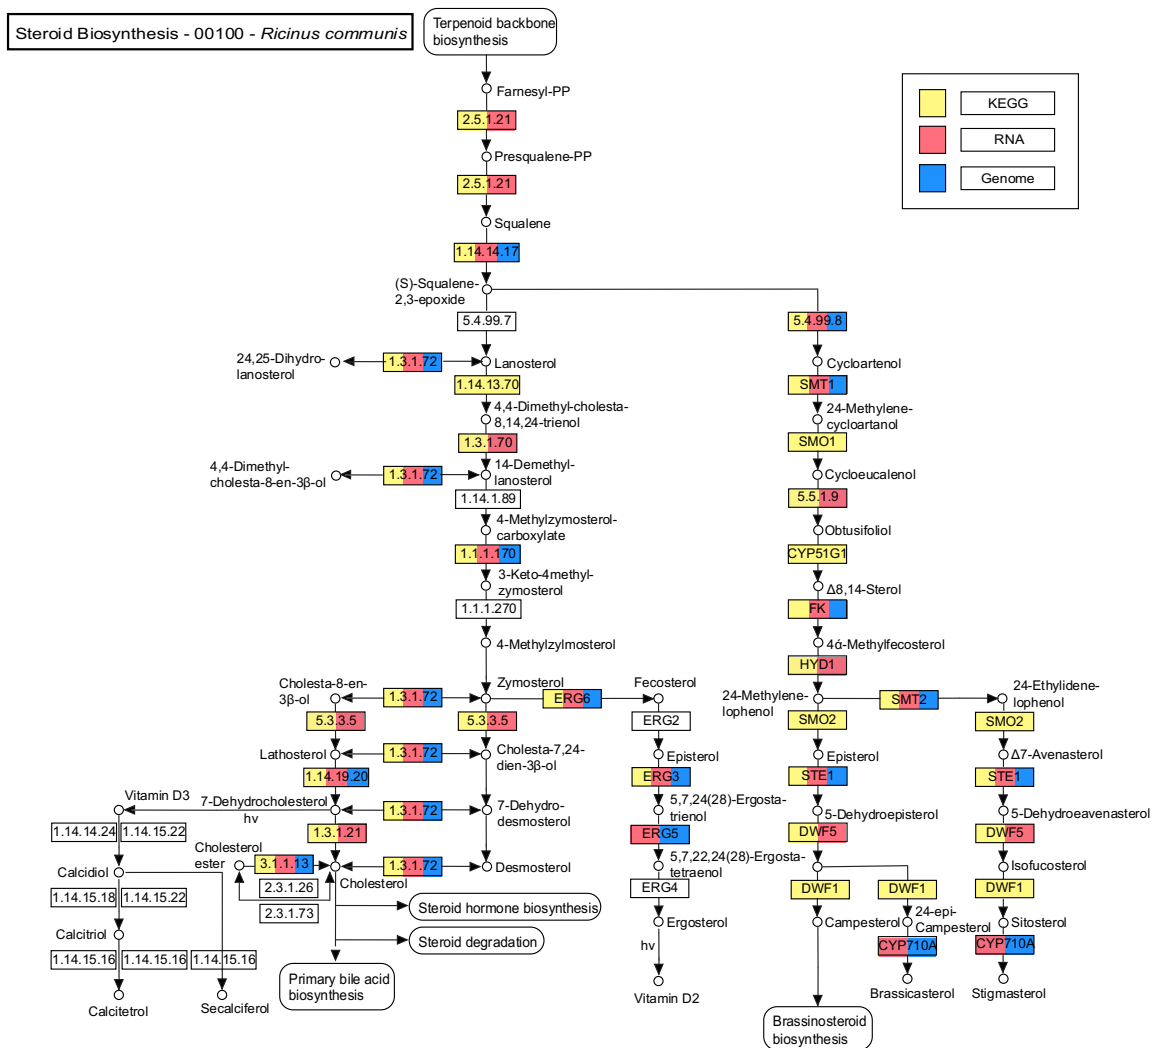 Steroid Biosynthesis - 00100 - Ricinus communis
Terpenoid backbone
biosynthesis
KEGG
RNA
Genome
Farnesyl-PP
2.5.1.21
Presqualene-PP
2.5.1.21
Squalene
1.14.14.17
(S)-Squalene-
2,3-epoxide
5.4.99.7
5.4.99.8
24,25-Dihydro-
lanosterol
1.3.1.72
Lanosterol
Cycloartenol
1.14.13.70
SMT1
4,4-Dimethyl-cholesta-
8,14,24-trienol
24-Methylene-
cycloartanol
1.3.1.70
SMO1
4,4-Dimethyl-
cholesta-8-en-3β-ol
1.3.1.72
14-Demethyl-
lanosterol
Cycloeucalenol
1.14.1.89
5.5.1.9
4-Methylzymosterol-
carboxylate
Obtusifoliol
1.1.1.170
CYP51G1
3-Keto-4methyl-
zymosterol
Δ8,14-Sterol
1.1.1.270
FK
4-Methylzylmosterol
4ά-Methylfecosterol
HYD1
Cholesta-8-en-
3β-ol
1.3.1.72
Zymosterol
ERG6
Fecosterol
24-Methylene-
lophenol
SMT2
24-Ethylidene-
lophenol
5.3.3.5
5.3.3.5
ERG2
SMO2
SMO2
Lathosterol
1.3.1.72
Cholesta-7,24-
dien-3β-ol
Episterol
Episterol
Δ7-Avenasterol
1.14.19.20
ERG3
STE1
STE1
Vitamin D3
7-Dehydrocholesterol
hv
1.3.1.72
7-Dehydro-
desmosterol
5,7,24(28)-Ergosta-
trienol
5-Dehydroepisterol
5-Dehydroeavenasterol
1.14.14.24
1.14.15.22
1.3.1.21
ERG5
DWF5
DWF5
Cholesterol
ester
3.1.1.13
1.3.1.72
Desmosterol
5,7,22,24(28)-Ergosta-
tetraenol
Isofucosterol
Calcidiol
Cholesterol
2.3.1.26
ERG4
DWF1
DWF1
DWF1
1.14.15.18
1.14.15.22
2.3.1.73
Steroid hormone biosynthesis
Ergosterol
Campesterol
24-epi-
Campesterol
Sitosterol
Calcitriol
Steroid degradation
hv
CYP710A
CYP710A
1.14.15.16
1.14.15.16
1.14.15.16
Primary bile acid
biosynthesis
Calcitetrol
Secalciferol
Vitamin D2
Brassicasterol
Stigmasterol
Brassinosteroid
biosynthesis